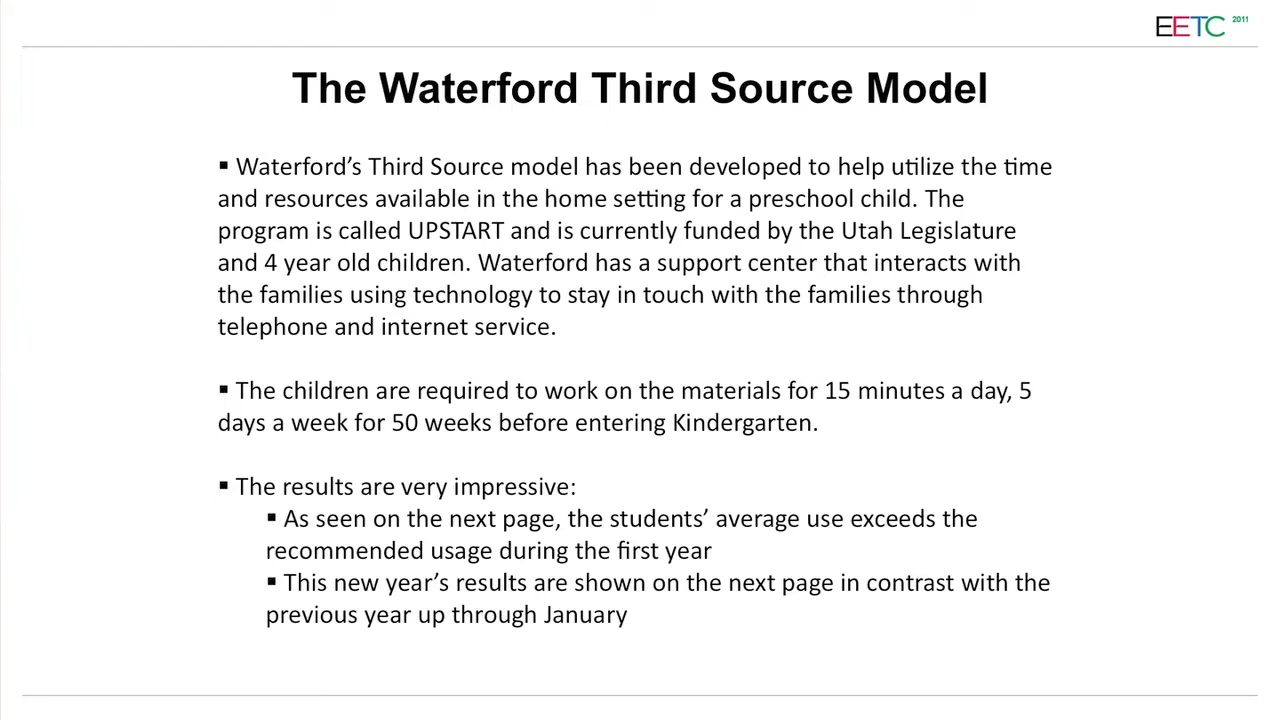 EETC 2011
The Waterford Third Source Model
▪ Waterford’s Third Source model has been developed to help utilize the time
and resources available in the home setting for a preschool child. The
program is called UPSTART and is currently funded by the Utah Legislature
and 4 year old children. Waterford has a support center that interacts with
the families using technology to stay in touch with the families through
telephone and internet service.
▪ The children are required to work on the materials for 15 minutes a day, 5
days a week for 50 weeks before entering Kindergarten.
▪ The results are very impressive:
▪ As seen on the next page, the students’ average use exceeds the
recommended usage during the first year
▪ This new year’s results are shown on the next page in contrast with the
previous year up through January